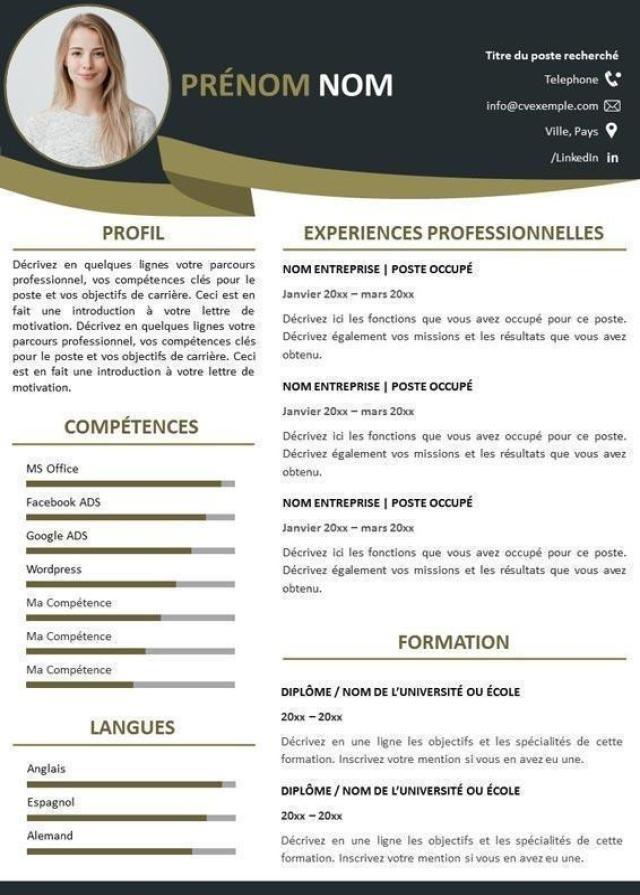 PRÉNOM NOM
Titre du poste recherché
Telephone
info@cvexemple.com
Ville, Pays
/LinkedIn in
PROFIL
Décrivez en quelques lignes votre parcours
professionnel, vos compétences clés pour le
poste et vos objectifs de carrière. Ceci est en
fait une introduction à votre lettre de
motivation. Décrivez en quelques lignes votre
parcours professionnel, vos compétences clés
pour le poste et vos objectifs de carrière. Ceci
est en fait une introduction à votre lettre de
motivation.
COMPÉTENCES
MS Office
Facebook ADS
Google ADS
Wordpress
Ma Compétence
Ma Compétence
Ma Compétence
LANGUES
Anglais
Espagnol
Alemand
EXPERIENCES PROFESSIONNELLES
NOM ENTREPRISE | POSTE OCCUPÉ
Janvier 20xx – mars 20xx
Décrivez ici les fonctions que vous avez occupé pour ce poste.
Décrivez également vos missions et les résultats que vous avez
obtenu.
NOM ENTREPRISE | POSTE OCCUPÉ
Janvier 20xx – mars 20xx
Décrivez ici les fonctions que vous avez occupé pour ce poste.
Décrivez également vos missions et les résultats que vous avez
obtenu.
NOM ENTREPRISE | POSTE OCCUPÉ
Janvier 20xx – mars 20xx
Décrivez ici les fonctions que vous avez occupé pour ce poste.
Décrivez également vos missions et les résultats que vous avez
obtenu.
FORMATION
DIPLÔME / NOM DE L’UNIVERSITÉ OU ÉCOLE
20xx – 20xx
Décrivez en une ligne les objectifs et les spécialités de cette
formation. Inscrivez votre mention si vous en avez eu une.
DIPLÔME / NOM DE L’UNIVERSITÉ OU ÉCOLE
20xx – 20xx
Décrivez en une ligne les objectifs et les spécialités de cette
formation. Inscrivez votre mention si vous en avez eu une.